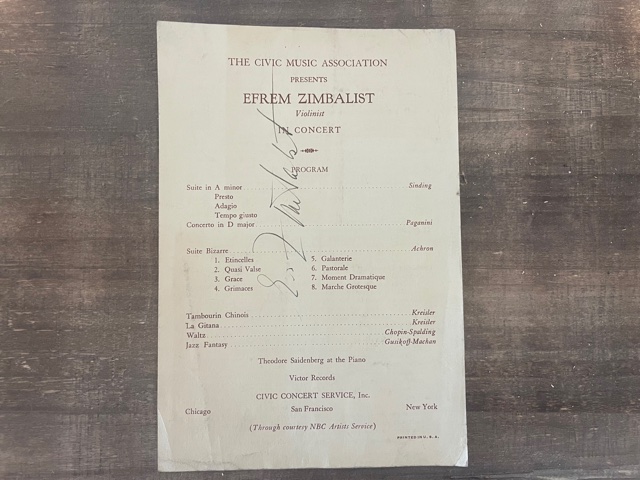 THE CIVIC MUSIC ASSOCIATION
PRESENTS
EFREM ZIMBALIST
Violinist
IN CONCERT
PROGRAM
Suite in A minor Sinding
Presto
Adagio
Tempo giusto
Concerto in D major Paganini
Suite Bizarre Achron
1. Etincelles 5. Galanterie
2. Quasi Valse 6. Pastorale
3. Grace 7. Moment Dramatique
4. Grimaces 8. Marche Grotesque
Tambourin Chinois Kreisler
La Gitana Kreisler
Waltz Chopin-Spalding
Jazz Fantasy Gusikoff-Machan
Theodore Saidenberg at the Piano
Victor Records
CIVIC CONCERT SERVICE, Inc.
Chicago San Francisco New York
(Through courtesy NBC Artists Service)
PRINTED IN U. S. A.
Efrem Zimbalist